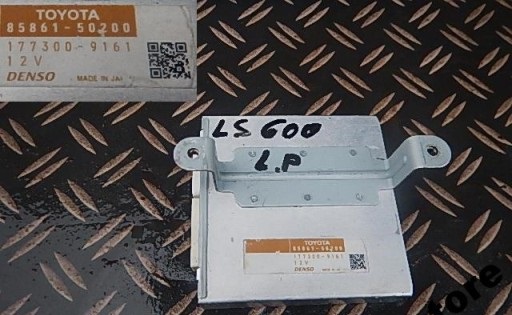 TOYOTA
85861-50200
177300-9161
12V
DENSO MADE IN JA
LS 600
L.P
TOYOTA
85861-50200
177300-9161
12V
DENSO
tore